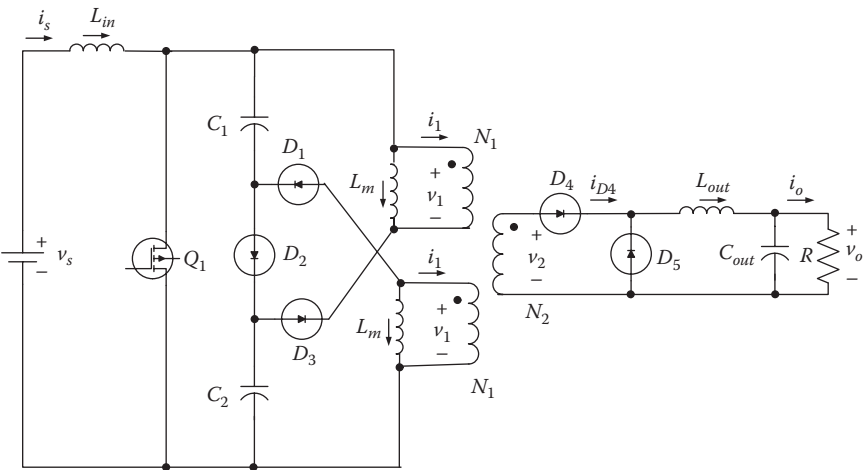 i_s
L_in
C_1
D_1
i_1
N_1
L_m
+
v_1
−
D_4
i_D4
L_out
i_o
+
v_s
−
Q_1
D_2
i_1
+
v_2
−
D_5
C_out
R
+
v_o
−
D_3
L_m
+
v_1
−
N_2
C_2
N_1